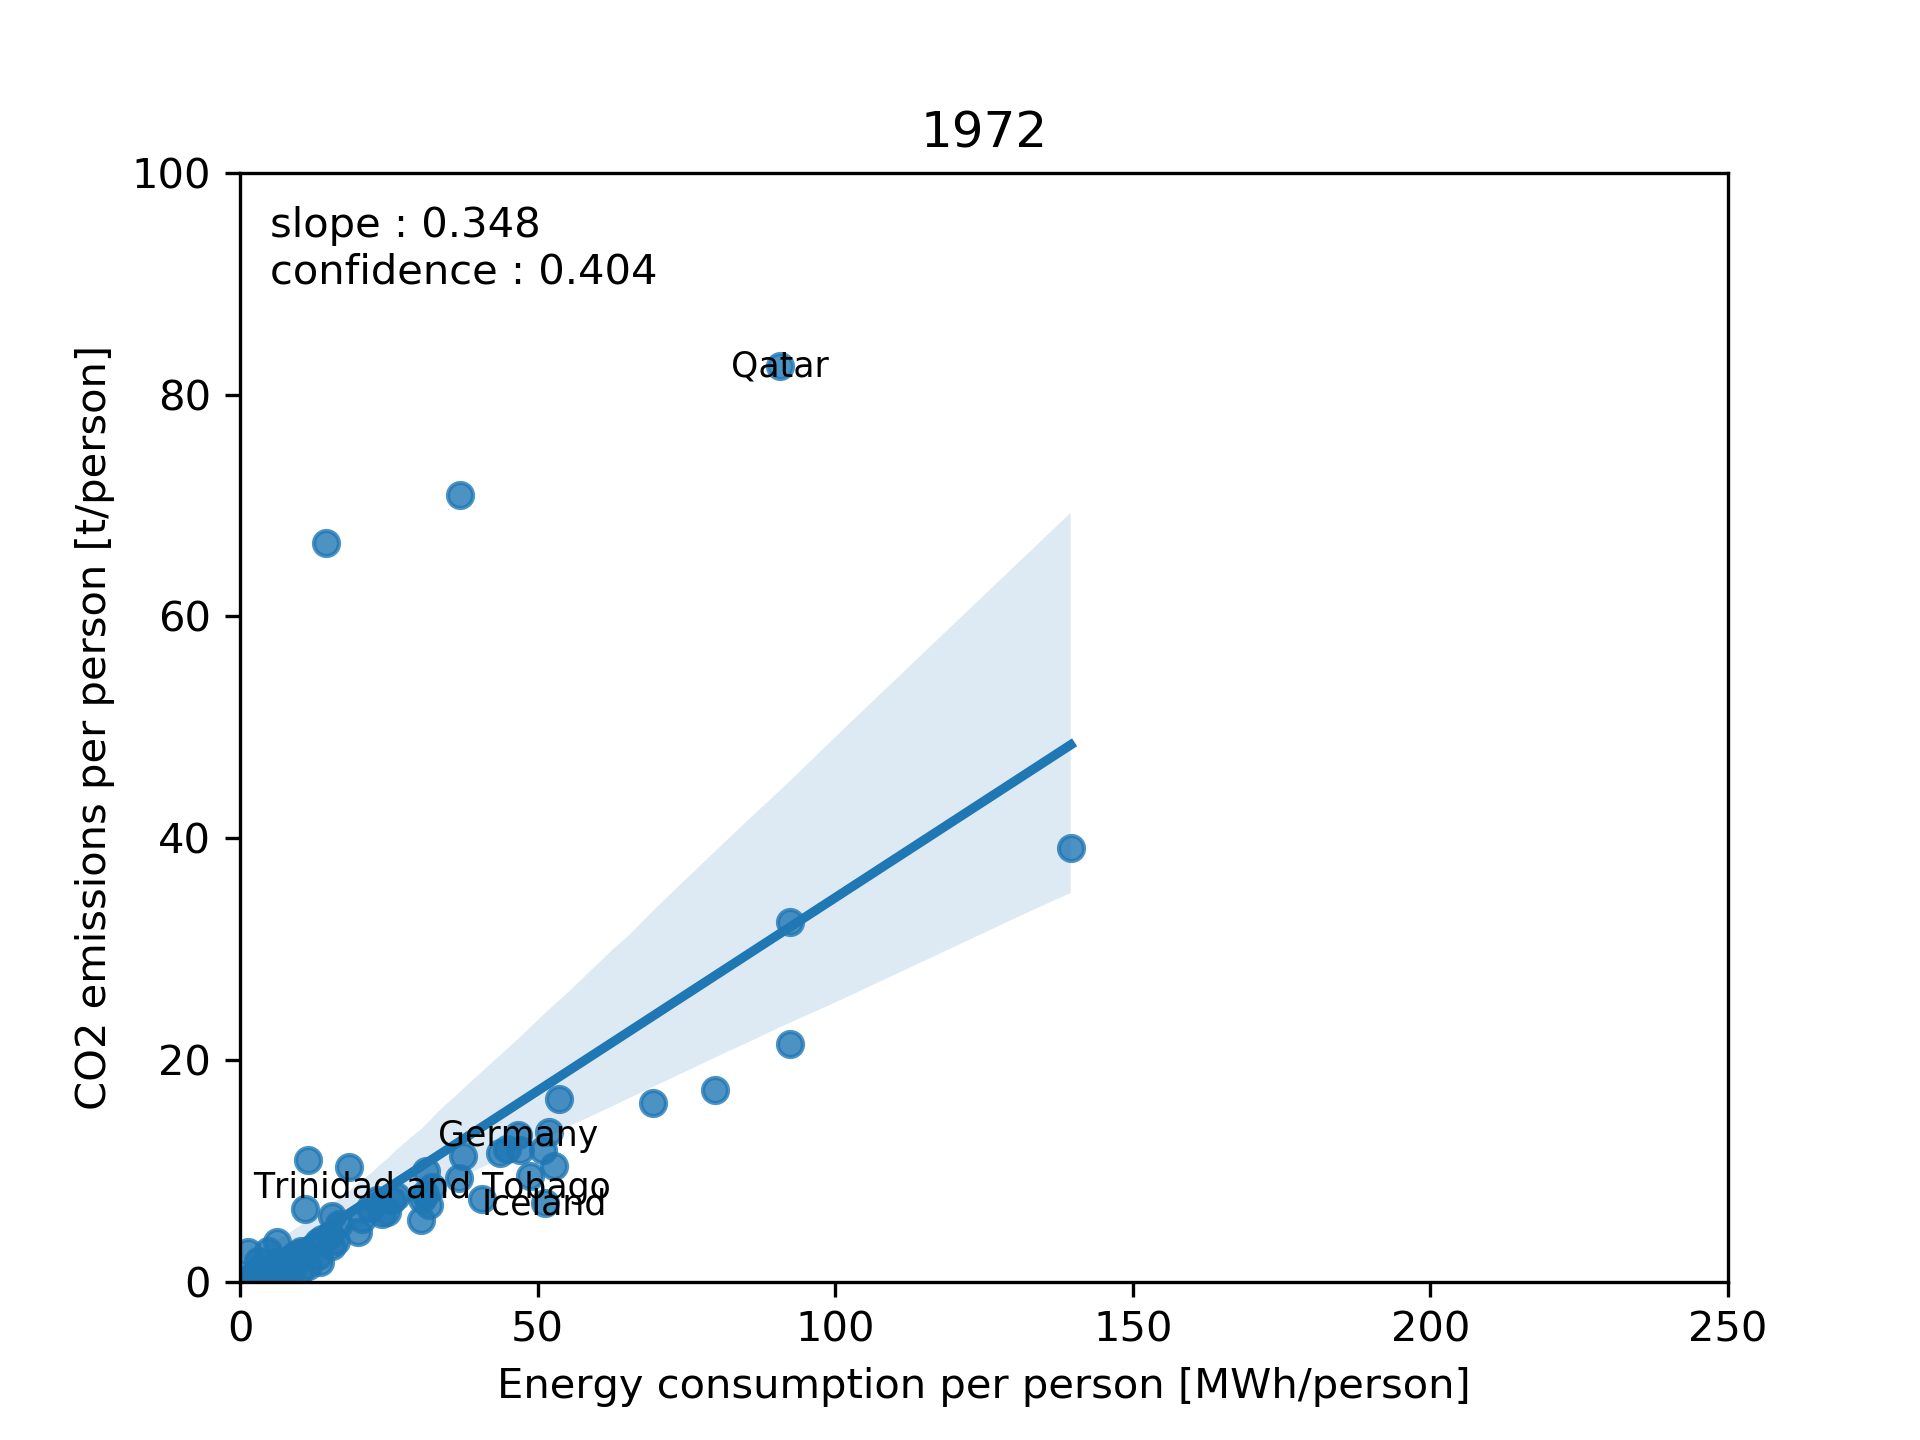 1972
slope : 0.348
confidence : 0.404
CO2 emissions per person [t/person]
100
80
60
40
20
0
Qatar
Germany
Trinidad and Tobago
Iceland
0 50 100 150 200 250
Energy consumption per person [MWh/person]